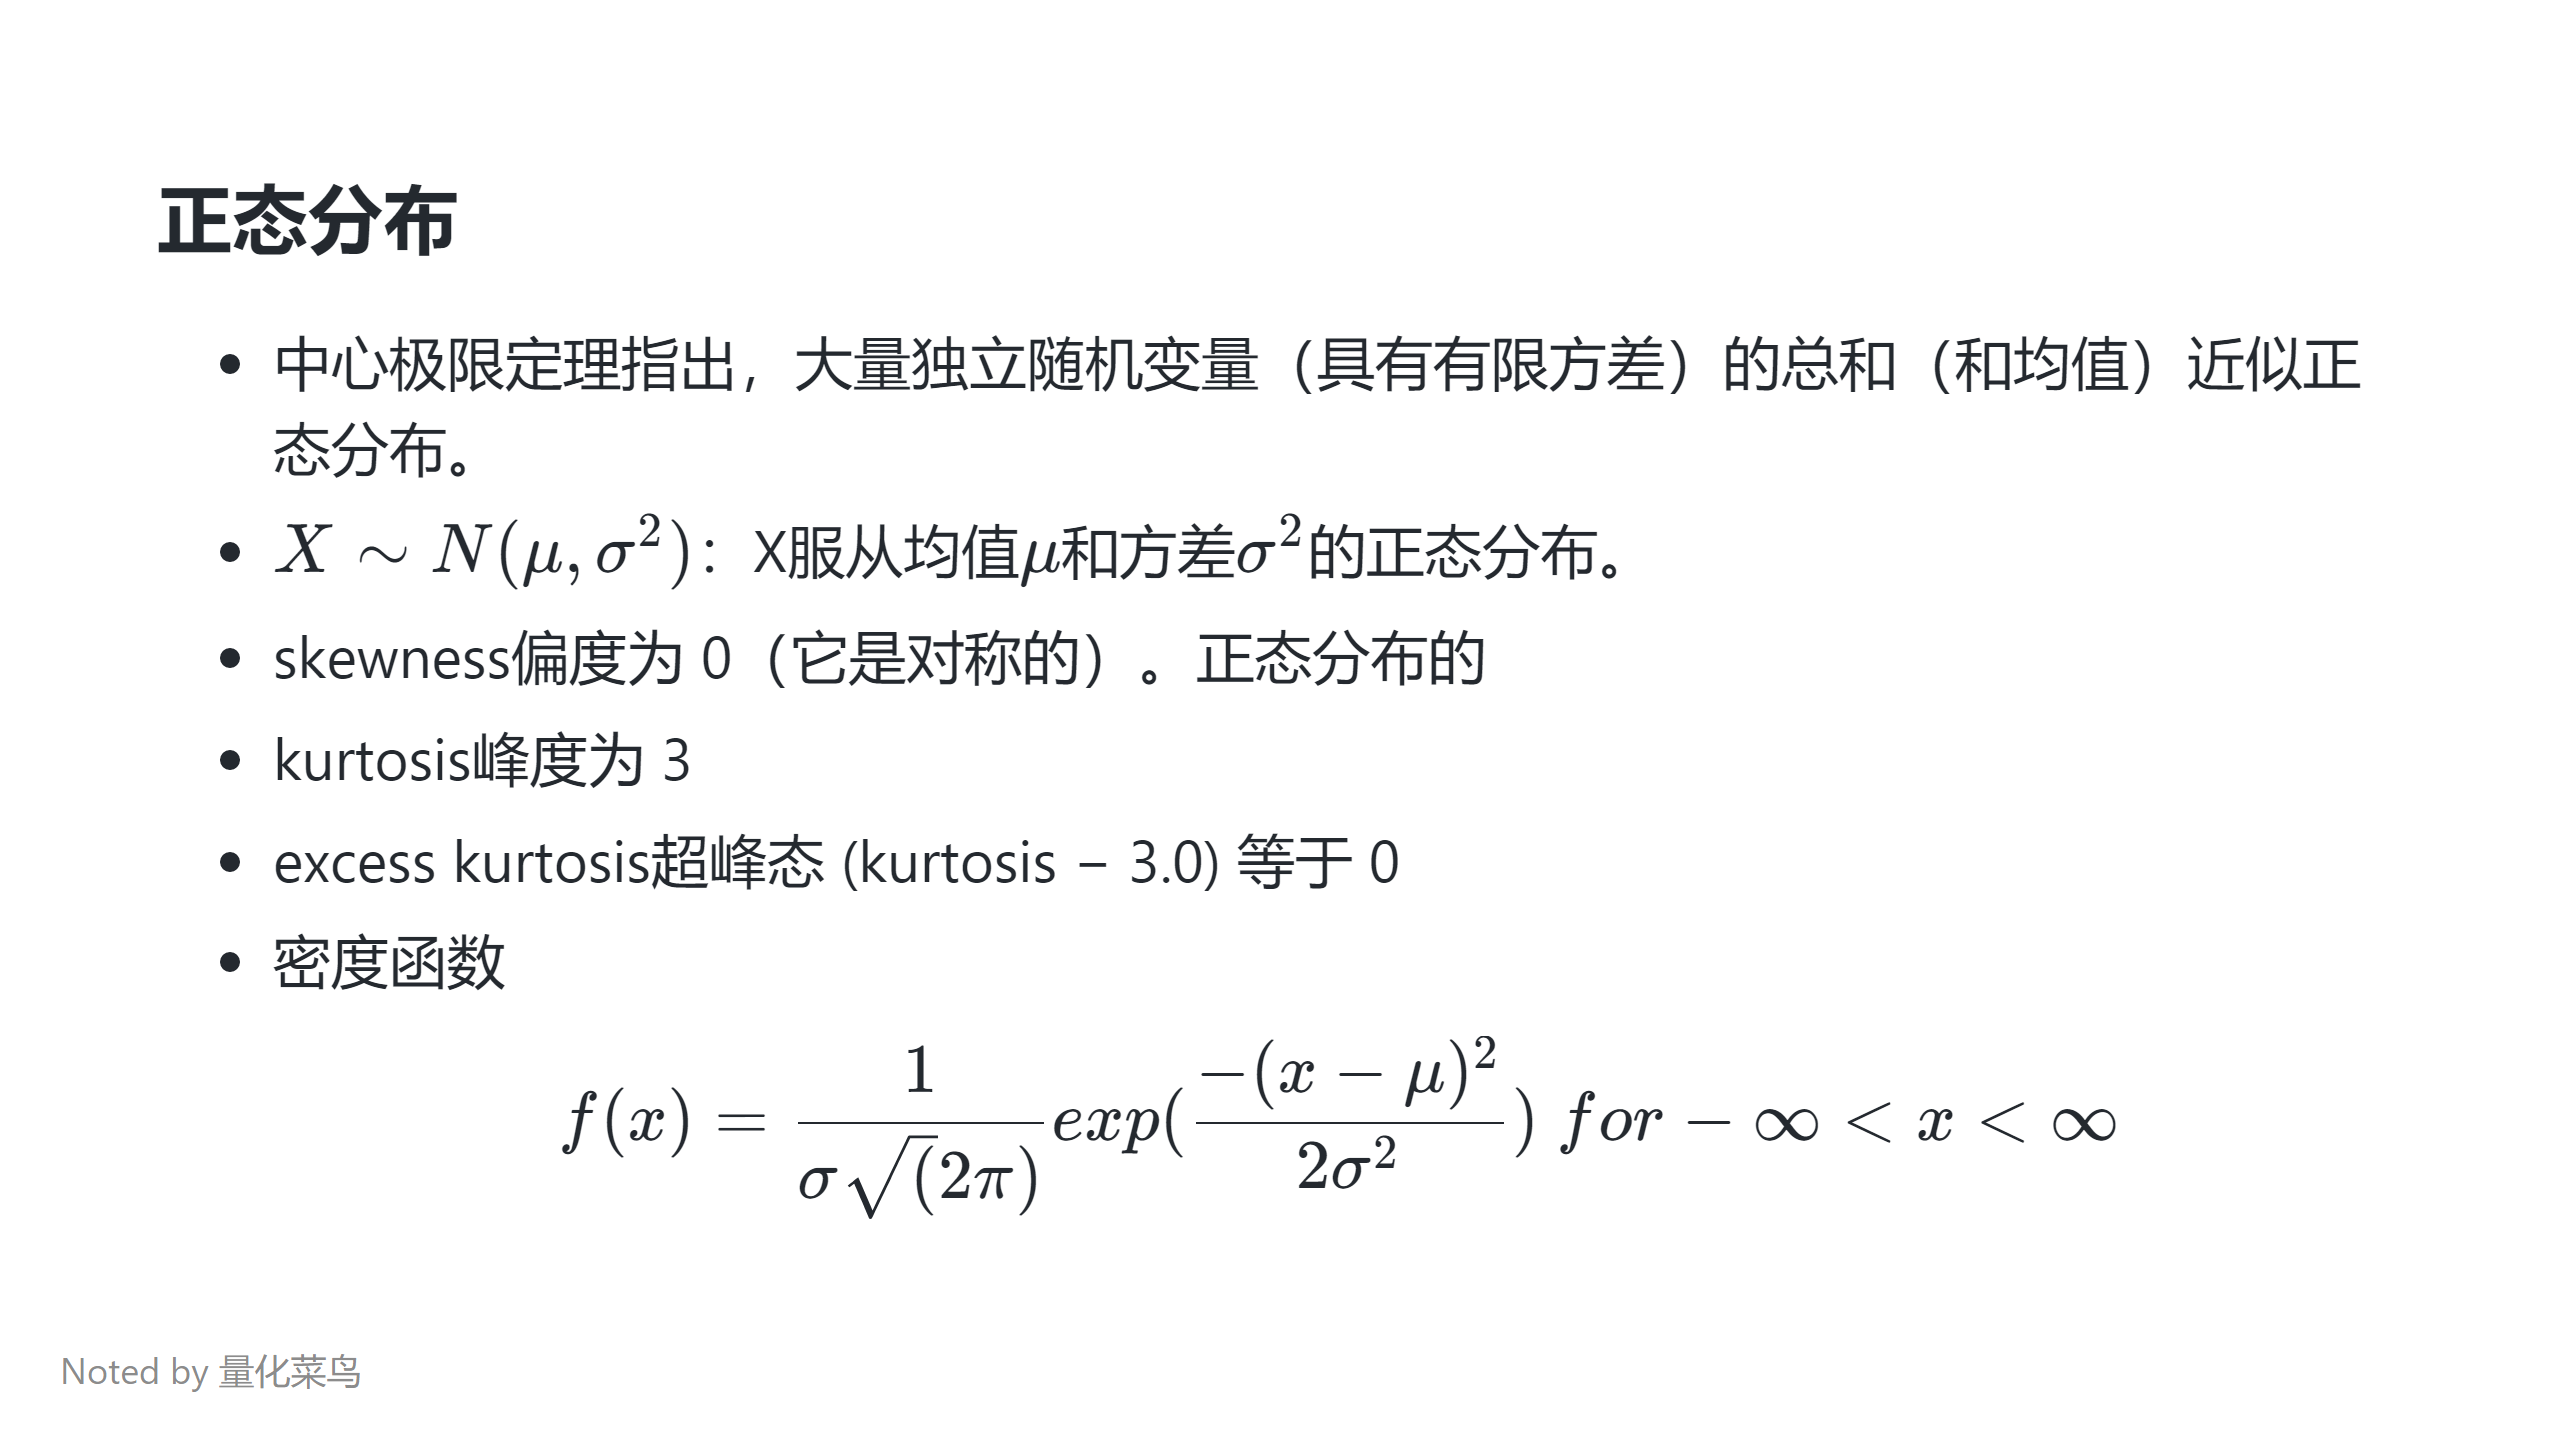 正态分布
中心极限定理指出，大量独立随机变量（具有有限方差）的总和（和均值）近似正
态分布。
X ∼ N(μ, σ²)：X服从均值μ和方差σ²的正态分布。
skewness偏度为 0（它是对称的）。正态分布的
kurtosis峰度为 3
excess kurtosis超峰态 (kurtosis − 3.0) 等于 0
密度函数
f(x) = \frac{1}{σ√(2π)} exp(\frac{−(x − μ)²}{2σ²}) for − ∞ < x < ∞
Noted by 量化菜鸟